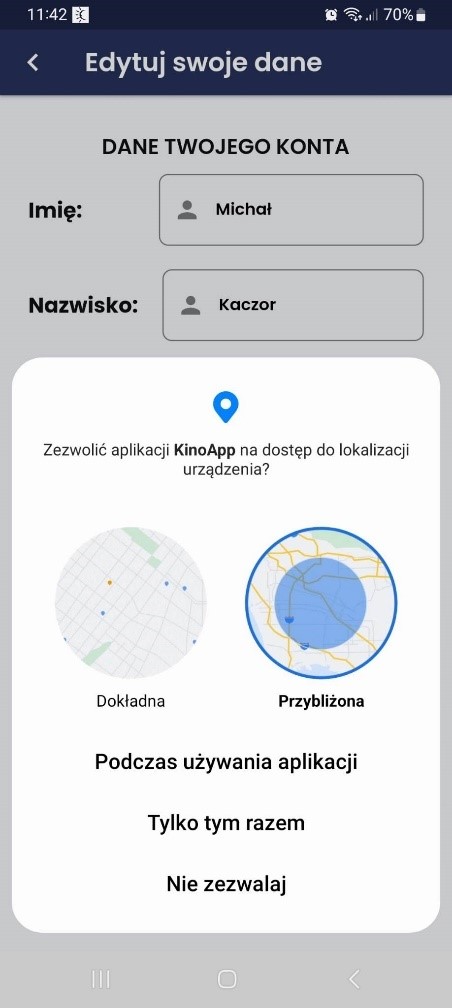 11:42
70%
Edytuj swoje dane
DANE TWOJEGO KONTA
Imię:
Michał
Nazwisko:
Kaczor
Zezwolić aplikacji KinoApp na dostęp do lokalizacji
urządzenia?
Dokładna
Przybliżona
Podczas używania aplikacji
Tylko tym razem
Nie zezwalaj